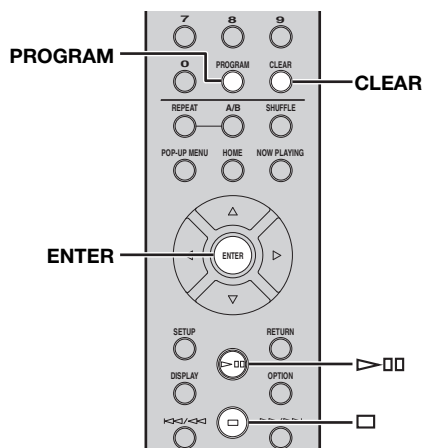 7 8 9
PROGRAM
0 PROGRAM CLEAR
CLEAR
REPEAT A/B SHUFFLE
POP-UP MENU HOME NOW PLAYING
ENTER
ENTER
SETUP RETURN
DISPLAY OPTION